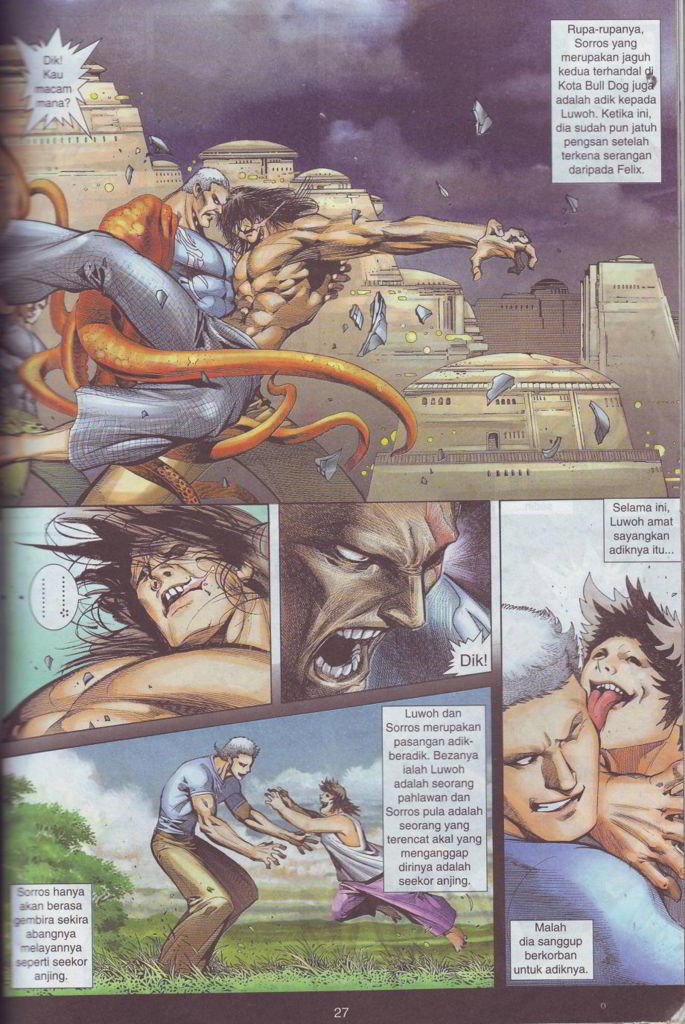 Dik!
Kau
macam
mana?
Rupa-rupanya,
Sorros yang
merupakan jaguh
kedua terhandal di
Kota Bull Dog juga
adalah adik kepada
Luwoh. Ketika ini,
dia sudah pun jatuh
pengsan setelah
terkena serangan
daripada Felix.
Dik!
Selama ini,
Luwoh amat
sayangkan
adiknya itu...
Luwoh dan
Sorros merupakan
pasangan adik-
beradik. Bezanya
ialah Luwoh
adalah seorang
pahlawan dan
Sorros pula adalah
seorang yang
terencat akal yang
menganggap
dirinya adalah
seekor anjing.
Sorros hanya
akan berasa
gembira sekira
abangnya
melayannya
seperti seekor
anjing.
Malah
dia sanggup
berkorban
untuk adiknya.
27